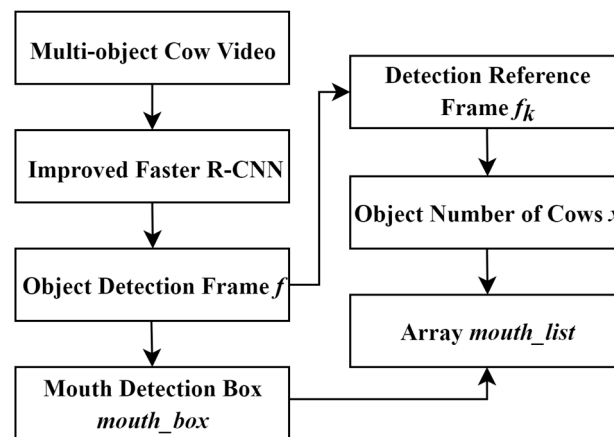 Multi-object Cow Video
Improved Faster R-CNN
Object Detection Frame f
Mouth Detection Box
mouth_box
Detection Reference
Frame fk
Object Number of Cows
Array mouth_list